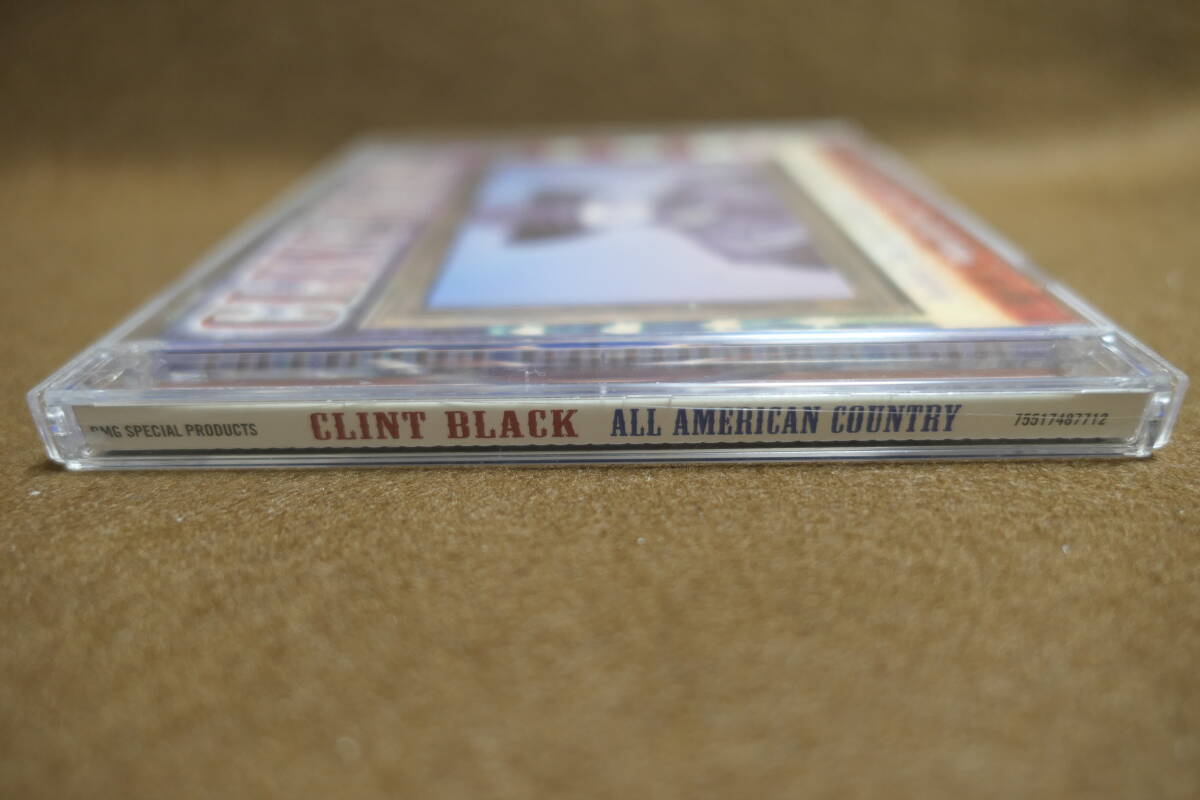 BMG SPECIAL PRODUCTS CLINT BLACK ALL AMERICAN COUNTRY 75517487712